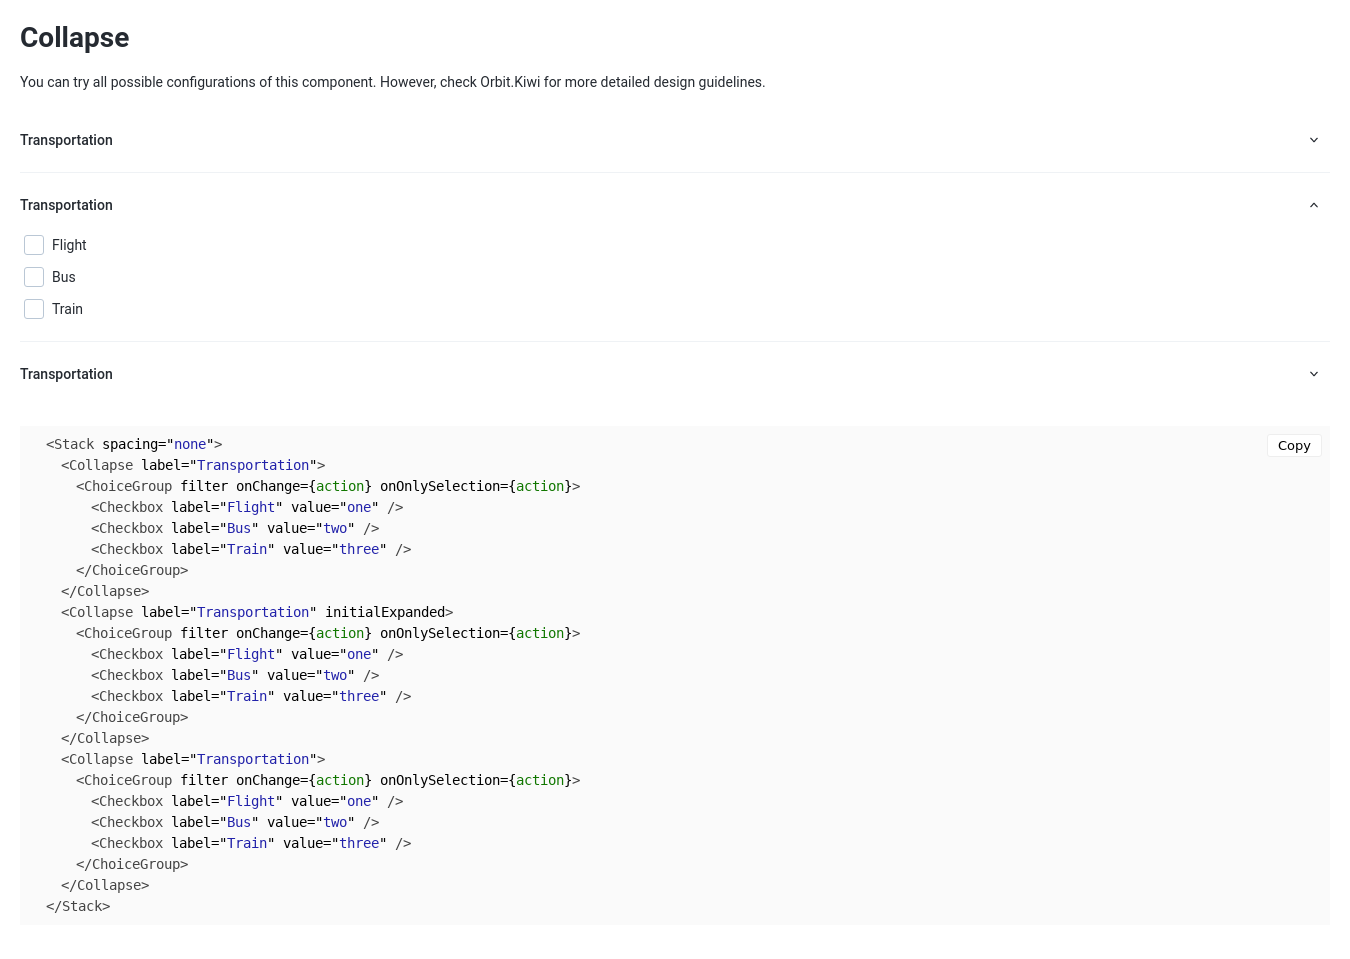 Collapse
You can try all possible configurations of this component. However, check Orbit.Kiwi for more detailed design guidelines.
Transportation
Transportation
Flight
Bus
Train
Transportation
Copy
<Stack spacing="none">
  <Collapse label="Transportation">
    <ChoiceGroup filter onChange={action} onOnlySelection={action}>
      <Checkbox label="Flight" value="one" />
      <Checkbox label="Bus" value="two" />
      <Checkbox label="Train" value="three" />
    </ChoiceGroup>
  </Collapse>
  <Collapse label="Transportation" initialExpanded>
    <ChoiceGroup filter onChange={action} onOnlySelection={action}>
      <Checkbox label="Flight" value="one" />
      <Checkbox label="Bus" value="two" />
      <Checkbox label="Train" value="three" />
    </ChoiceGroup>
  </Collapse>
  <Collapse label="Transportation">
    <ChoiceGroup filter onChange={action} onOnlySelection={action}>
      <Checkbox label="Flight" value="one" />
      <Checkbox label="Bus" value="two" />
      <Checkbox label="Train" value="three" />
    </ChoiceGroup>
  </Collapse>
</Stack>